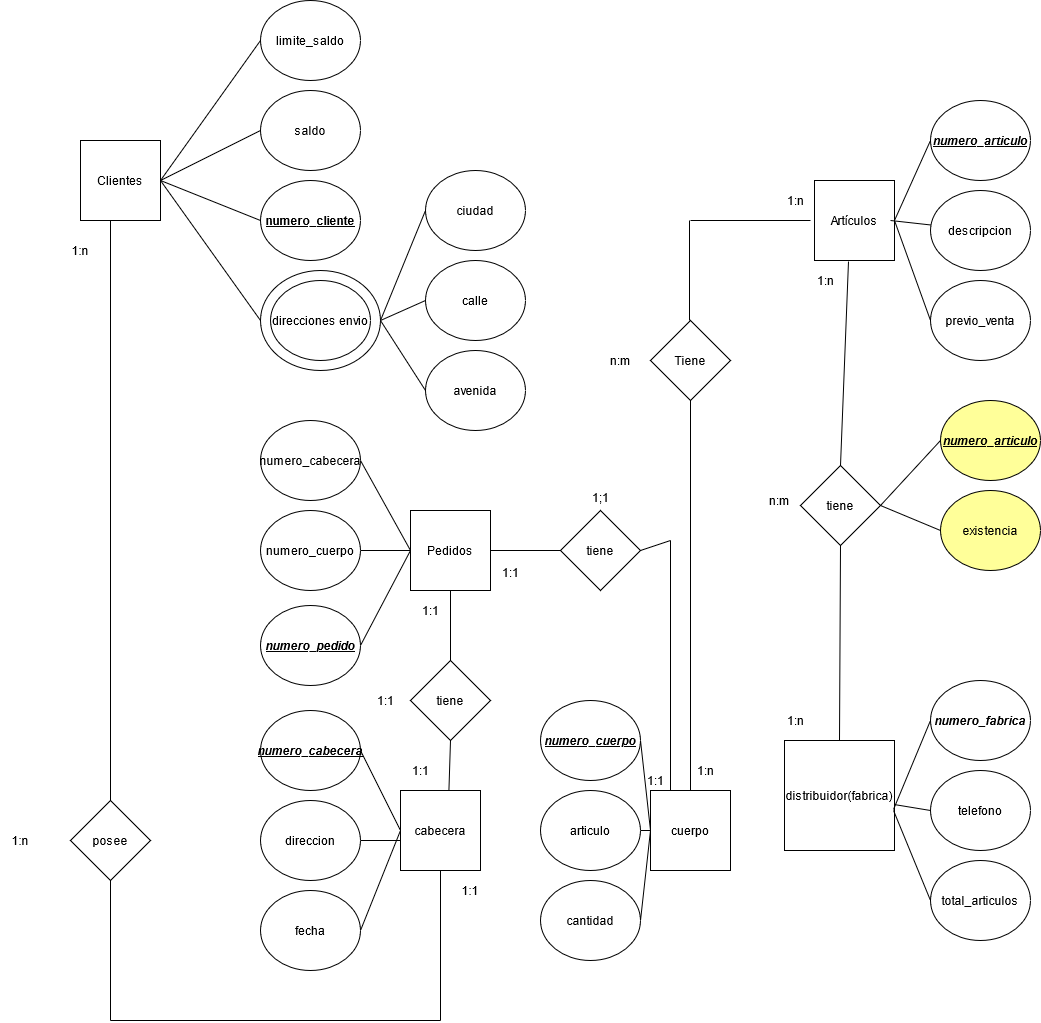 limite_saldo
saldo
Clientes
numero_cliente
1:n
direcciones envio
ciudad
calle
avenida
numero_articulo
1:n
Artículos
descripcion
1:n
previo_venta
n:m
Tiene
numero_articulo
n:m
tiene
existencia
numero_cabecera
1;1
numero_cuerpo
Pedidos
tiene
1:1
1:1
numero_pedido
1:1
tiene
numero_cabecera
1:1
numero_cuerpo
1:1
1:n
1:n
numero_fabrica
distribuidor(fabrica)
telefono
total_articulos
1:n
posee
direccion
cabecera
articulo
cuerpo
1:1
fecha
cantidad